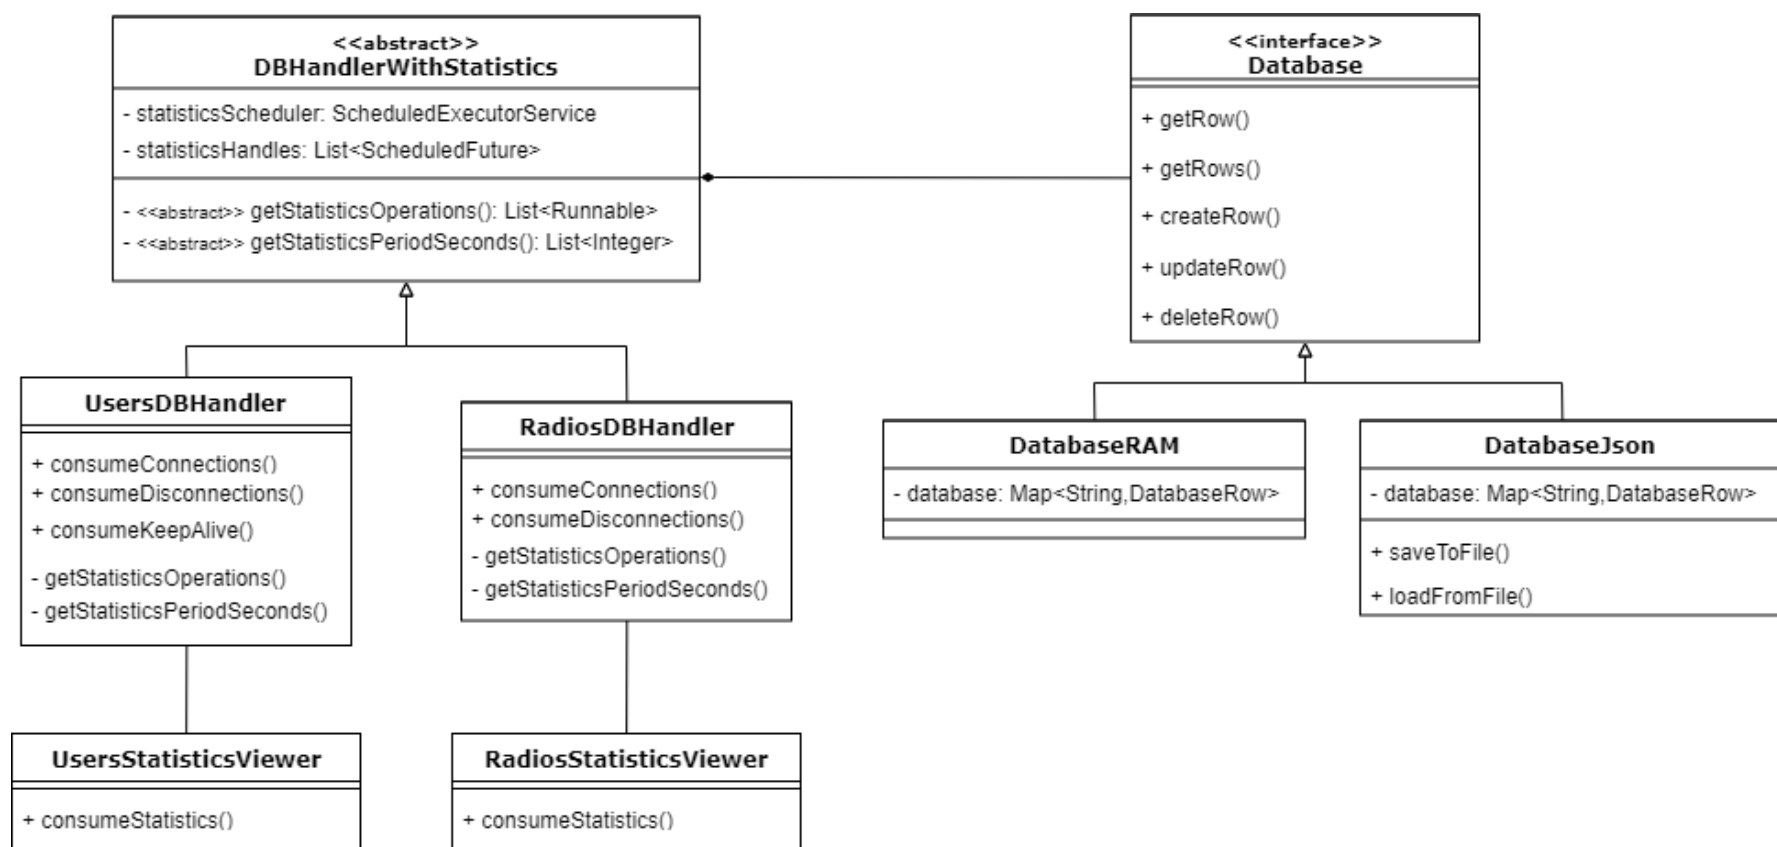 <<abstract>>
DBHandlerWithStatistics
- statisticsScheduler: ScheduledExecutorService
- statisticsHandles: List<ScheduledFuture>
- <<abstract>> getStatisticsOperations(): List<Runnable>
- <<abstract>> getStatisticsPeriodSeconds(): List<Integer>
<<interface>>
Database
+ getRow()
+ getRows()
+ createRow()
+ updateRow()
+ deleteRow()
UsersDBHandler
+ consumeConnections()
+ consumeDisconnections()
+ consumeKeepAlive()
- getStatisticsOperations()
- getStatisticsPeriodSeconds()
RadiosDBHandler
+ consumeConnections()
+ consumeDisconnections()
- getStatisticsOperations()
- getStatisticsPeriodSeconds()
DatabaseRAM
- database: Map<String,DatabaseRow>
DatabaseJson
- database: Map<String,DatabaseRow>
+ saveToFile()
+ loadFromFile()
UsersStatisticsViewer
+ consumeStatistics()
RadiosStatisticsViewer
+ consumeStatistics()